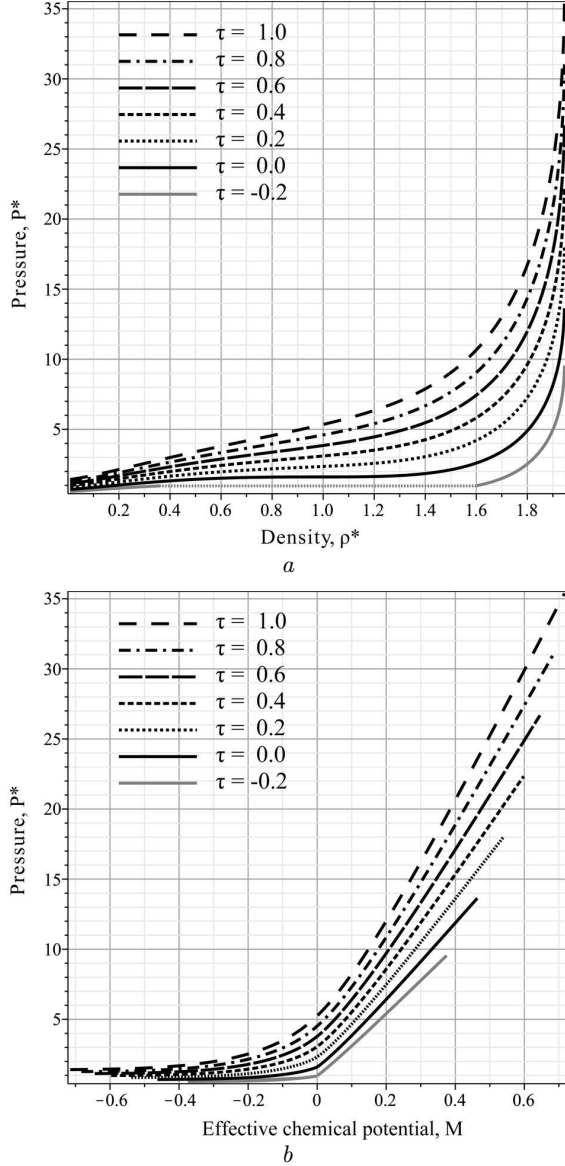 35
30
25
20
15
10
5
Pressure, P*
τ = 1.0
τ = 0.8
τ = 0.6
τ = 0.4
τ = 0.2
τ = 0.0
τ = -0.2
0.2 0.4 0.6 0.8 1.0 1.2 1.4 1.6 1.8
Density, ρ*
a
35
30
25
20
15
10
5
Pressure, P*
τ = 1.0
τ = 0.8
τ = 0.6
τ = 0.4
τ = 0.2
τ = 0.0
τ = -0.2
−0.6 −0.4 −0.2 0 0.2 0.4 0.6
Effective chemical potential, M
b